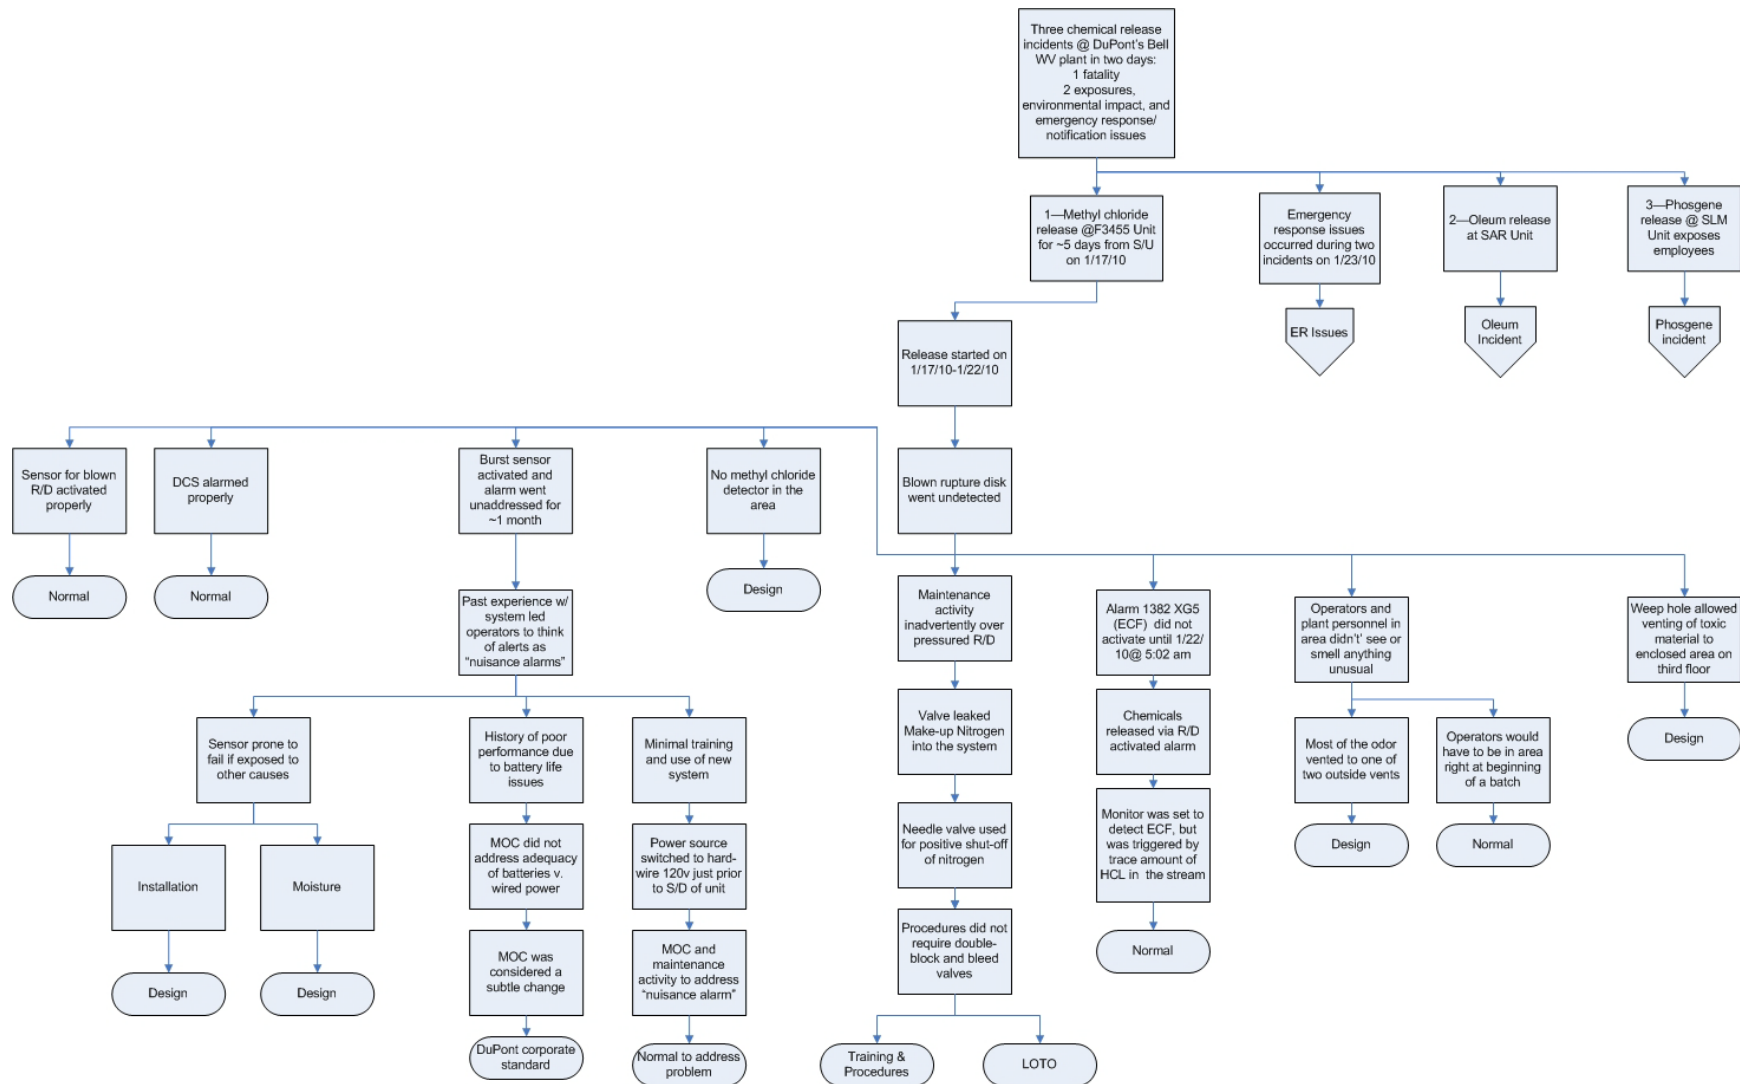 Three chemical release
incidents @ DuPont's Bell
WV plant in two days:
1 fatality
2 exposures,
environmental impact, and
emergency response/
notification issues
1—Methyl chloride
release @F3455 Unit
for ~5 days from S/U
on 1/17/10
Emergency
response issues
occurred during two
incidents on 1/23/10
2—Oleum release
at SAR Unit
3—Phosgene
release @ SLM
Unit exposes
employees
ER Issues
Oleum
Incident
Phosgene
incident
Release started on
1/17/10-1/22/10
Sensor for blown
R/D activated
properly
DCS alarmed
properly
Burst sensor
activated and
alarm went
unaddressed for
~1 month
No methyl chloride
detector in the
area
Blown rupture disk
went undetected
Normal
Normal
Design
Past experience w/
system led
operators to think
of alerts as
“nuisance alarms”
Maintenance
activity
inadvertently over
pressured R/D
Alarm 1382 XG5
(ECF)  did not
activate until 1/22/
10@ 5:02 am
Operators and
plant personnel in
area didn’t’ see or
smell anything
unusual
Weep hole allowed
venting of toxic
material to
enclosed area on
third floor
Sensor prone to
fail if exposed to
other causes
History of poor
performance due
to battery life
issues
Minimal training
and use of new
system
Valve leaked
Make-up Nitrogen
into the system
Chemicals
released via R/D
activated alarm
Most of the odor
vented to one of
two outside vents
Operators would
have to be in area
right at beginning
of a batch
Design
Installation
Moisture
MOC did not
address adequacy
of batteries v.
wired power
Power source
switched to hard-
wire 120v just prior
to S/D of unit
Needle valve used
for positive shut-off
of nitrogen
Monitor was set to
detect ECF, but
was triggered by
trace amount of
HCL in  the stream
Design
Normal
Design
Design
MOC was
considered a
subtle change
MOC and
maintenance
activity to address
“nuisance alarm”
Procedures did not
require double-
block and bleed
valves
Normal
DuPont corporate
standard
Normal to address
problem
Training &
Procedures
LOTO